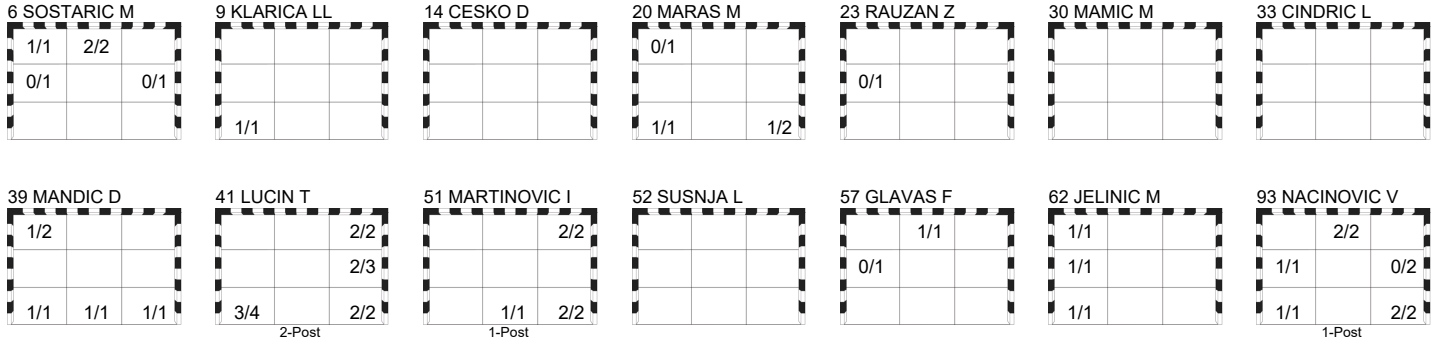 6 SOSTARIC M 9 KLARICA LL 14 CESKO D 20 MARAS M 23 RAUZAN Z 30 MAMIC M 33 CINDRIC L
1/1 2/2 0/1
0/1 0/1 0/1
1/1 1/1 1/2
39 MANDIC D 41 LUCIN T 51 MARTINOVIC I 52 SUSNJA L 57 GLAVAS F 62 JELINIC M 93 NACINOVIC V
1/2 2/2 2/2 1/1 1/1 2/2
2/3 0/1 1/1 1/1 0/2
1/1 1/1 1/1 3/4 2/2 1/1 2/2 1/1 1/1 2/2
2-Post 1-Post 1-Post